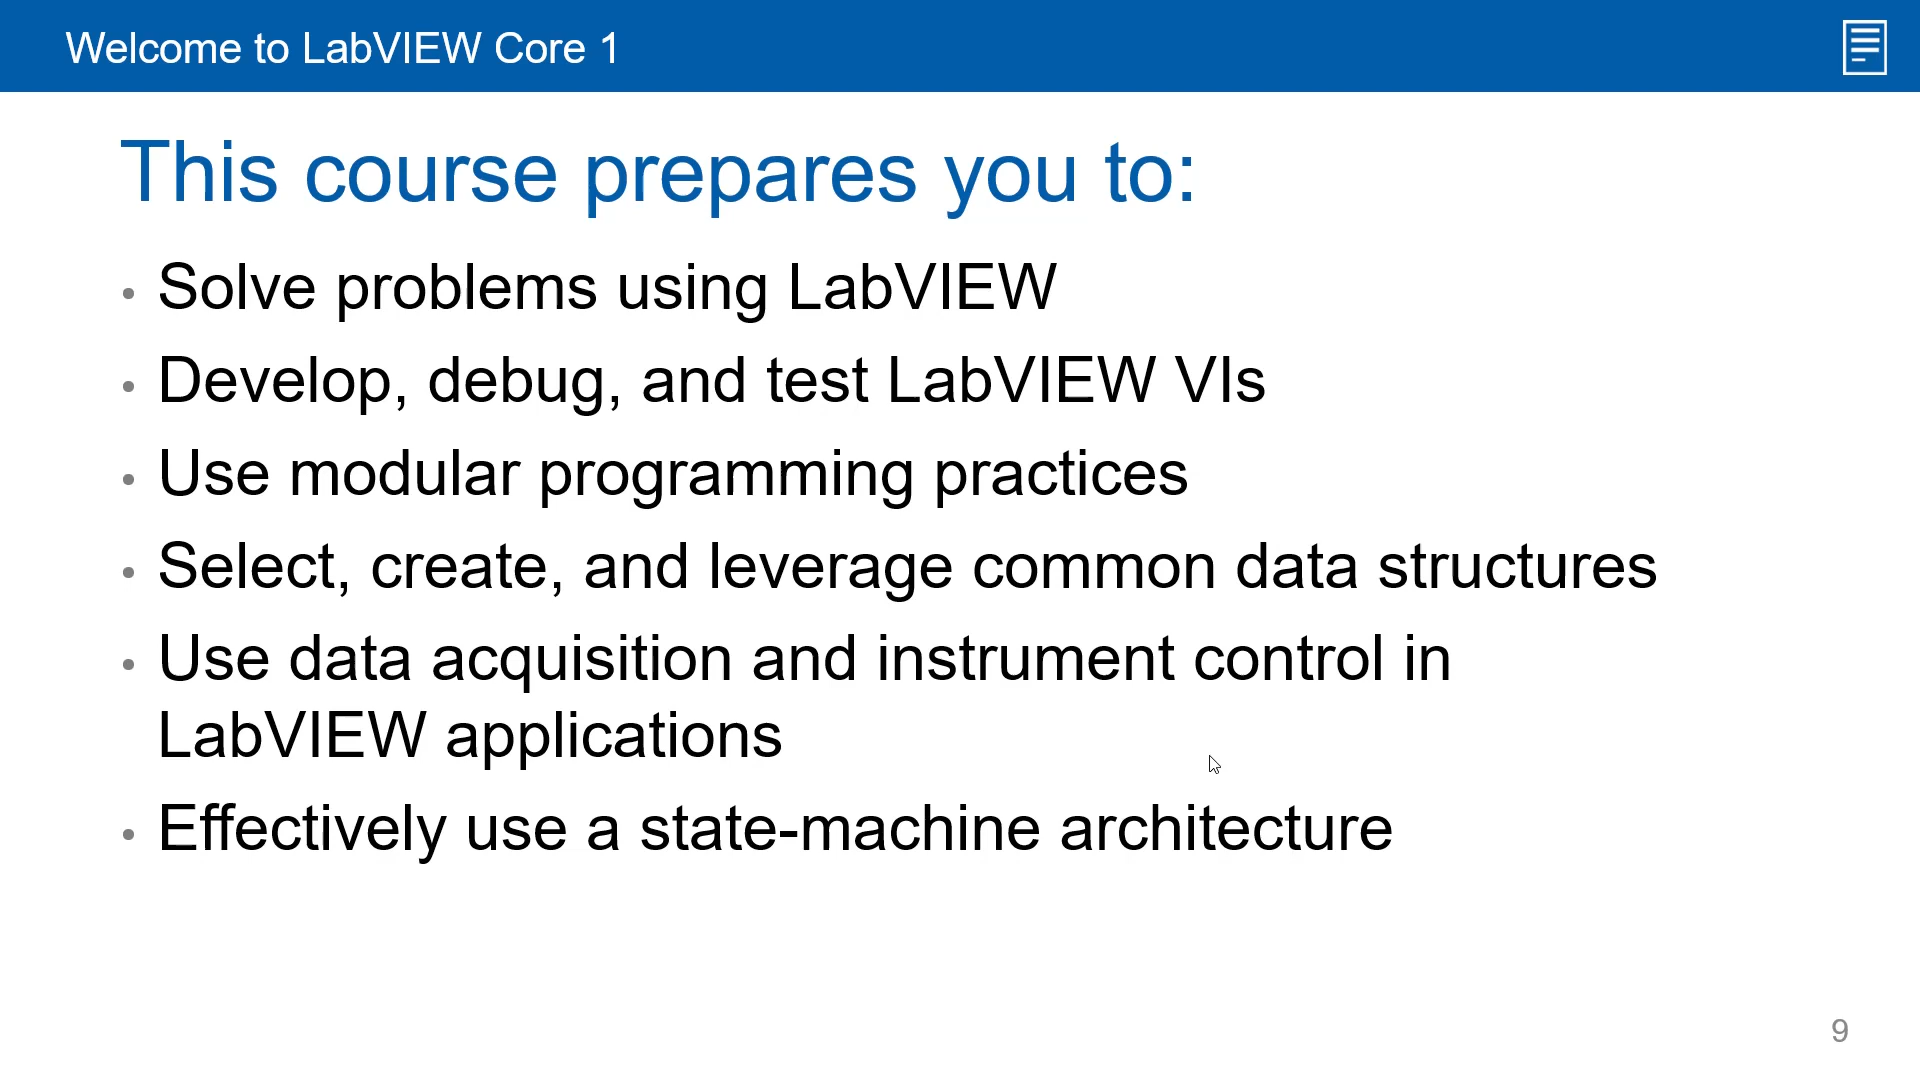 Welcome to LabVIEW Core 1
This course prepares you to:
• Solve problems using LabVIEW
• Develop, debug, and test LabVIEW VIs
• Use modular programming practices
• Select, create, and leverage common data structures
• Use data acquisition and instrument control in
LabVIEW applications
• Effectively use a state-machine architecture
9